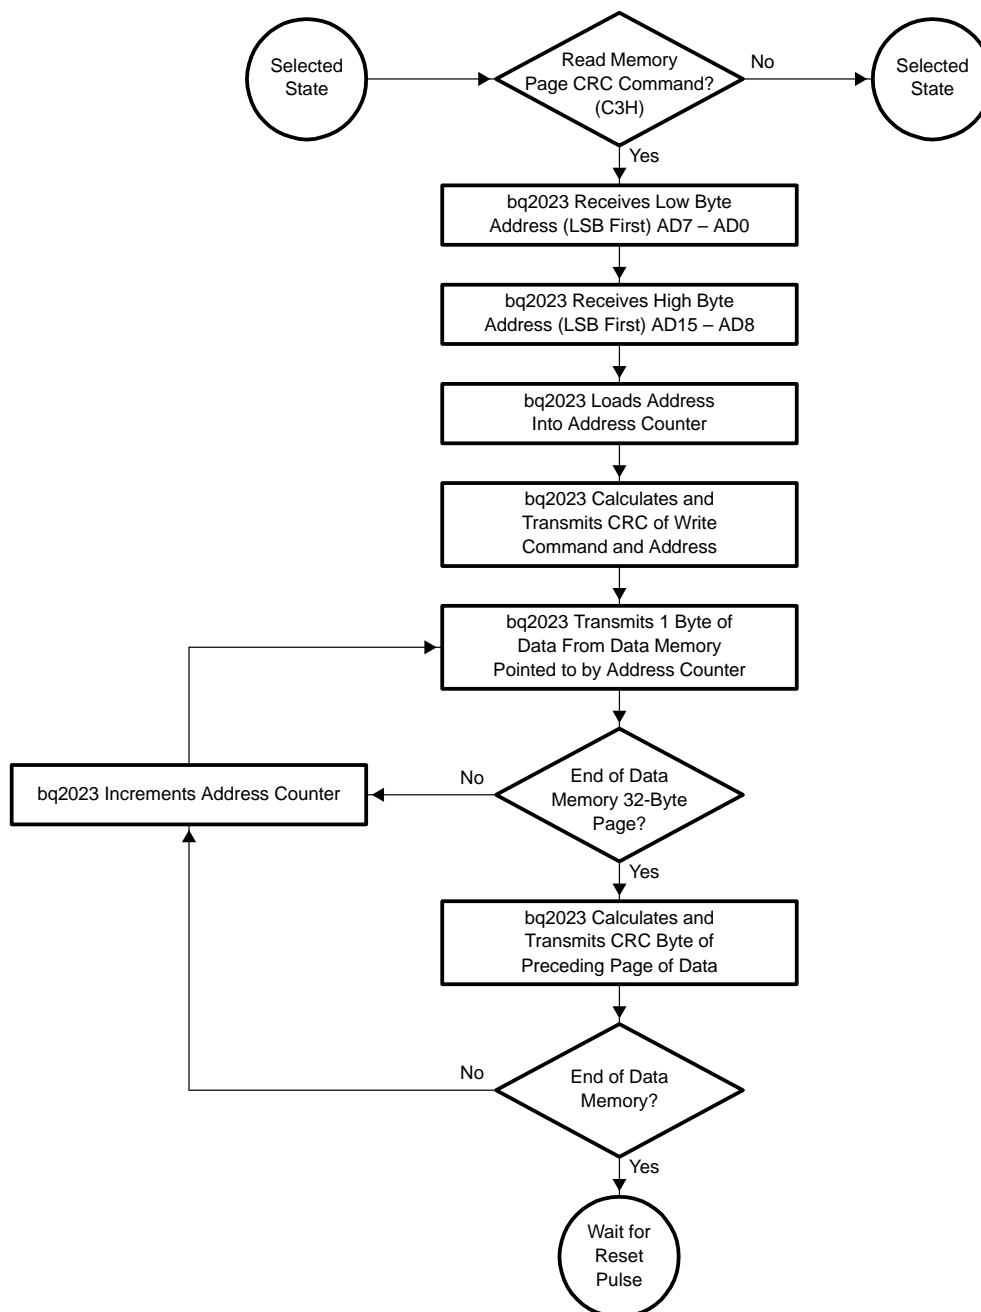 Selected
State
Read Memory
Page CRC Command?
(C3H)
No
Selected
State
Yes
bq2023 Receives Low Byte
Address (LSB First) AD7 – AD0
bq2023 Receives High Byte
Address (LSB First) AD15 – AD8
bq2023 Loads Address
Into Address Counter
bq2023 Calculates and
Transmits CRC of Write
Command and Address
bq2023 Transmits 1 Byte of
Data From Data Memory
Pointed to by Address Counter
bq2023 Increments Address Counter
No
End of Data
Memory 32-Byte
Page?
Yes
bq2023 Calculates and
Transmits CRC Byte of
Preceding Page of Data
No
End of Data
Memory?
Yes
Wait for
Reset
Pulse